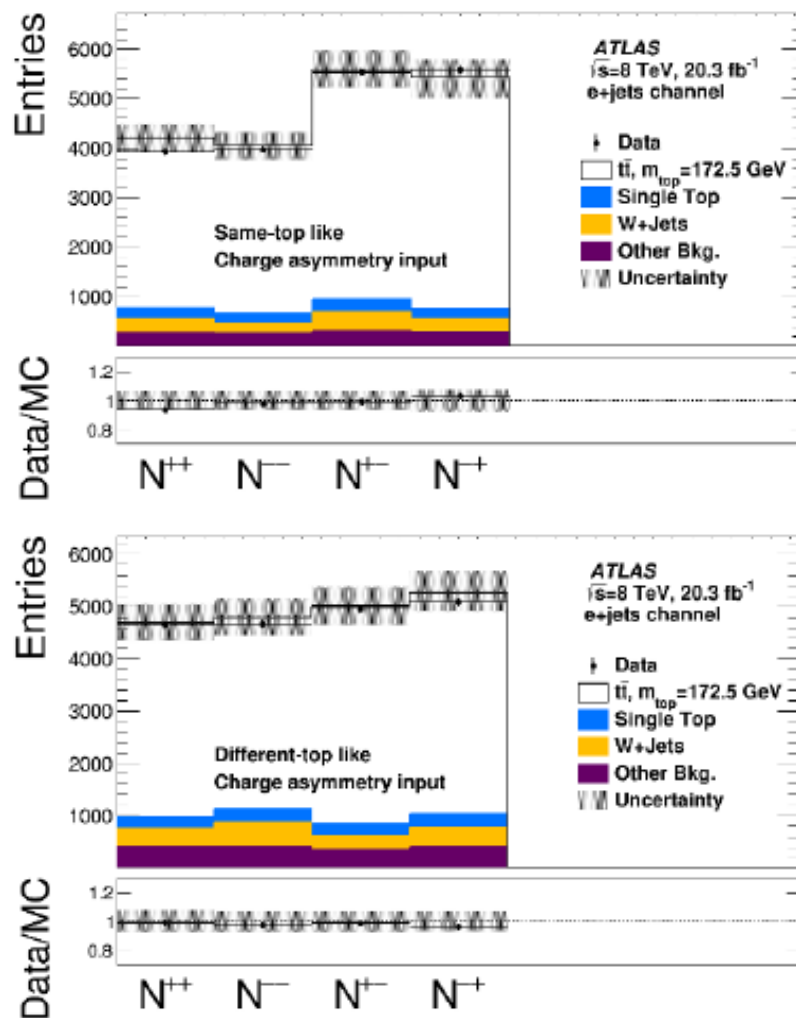 Entries
6000
5000
4000
3000
2000
1000
ATLAS
√s=8 TeV, 20.3 fb⁻¹
e+jets channel
Data
tt̄, m_top=172.5 GeV
Single Top
W+Jets
Other Bkg.
Uncertainty
Same-top like
Charge asymmetry input
Data/MC
1.2
1
0.8
N⁺⁺ N⁻⁻ N⁺⁻ N⁻⁺
Entries
6000
5000
4000
3000
2000
1000
ATLAS
√s=8 TeV, 20.3 fb⁻¹
e+jets channel
Data
tt̄, m_top=172.5 GeV
Single Top
W+Jets
Other Bkg.
Uncertainty
Different-top like
Charge asymmetry input
Data/MC
1.2
1
0.8
N⁺⁺ N⁻⁻ N⁺⁻ N⁻⁺